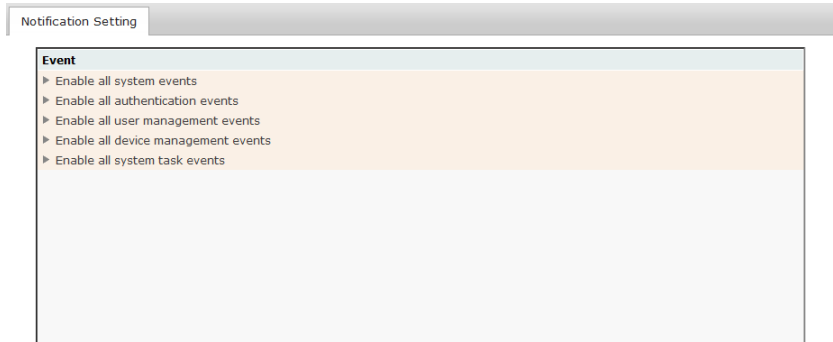 Notification Setting
Event
Enable all system events
Enable all authentication events
Enable all user management events
Enable all device management events
Enable all system task events